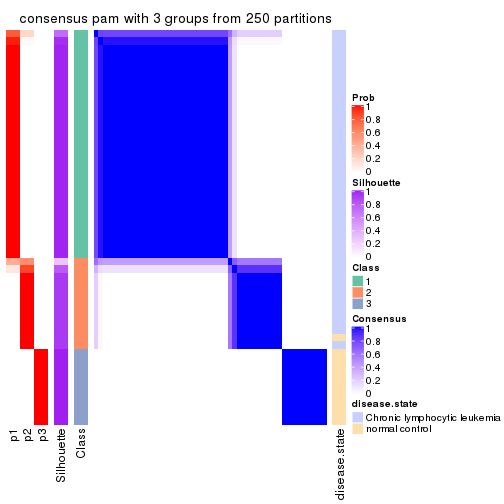 consensus pam with 3 groups from 250 partitions
Prob
1
0.8
0.6
0.4
0.2
0
Silhouette
1
0.8
0.6
0.4
0.2
0
Class
1
2
3
Consensus
1
0.8
0.6
0.4
0.2
0
disease.state
Chronic lymphocytic leukemia
normal control
p1
p2
p3
Silhouette
Class
disease.state